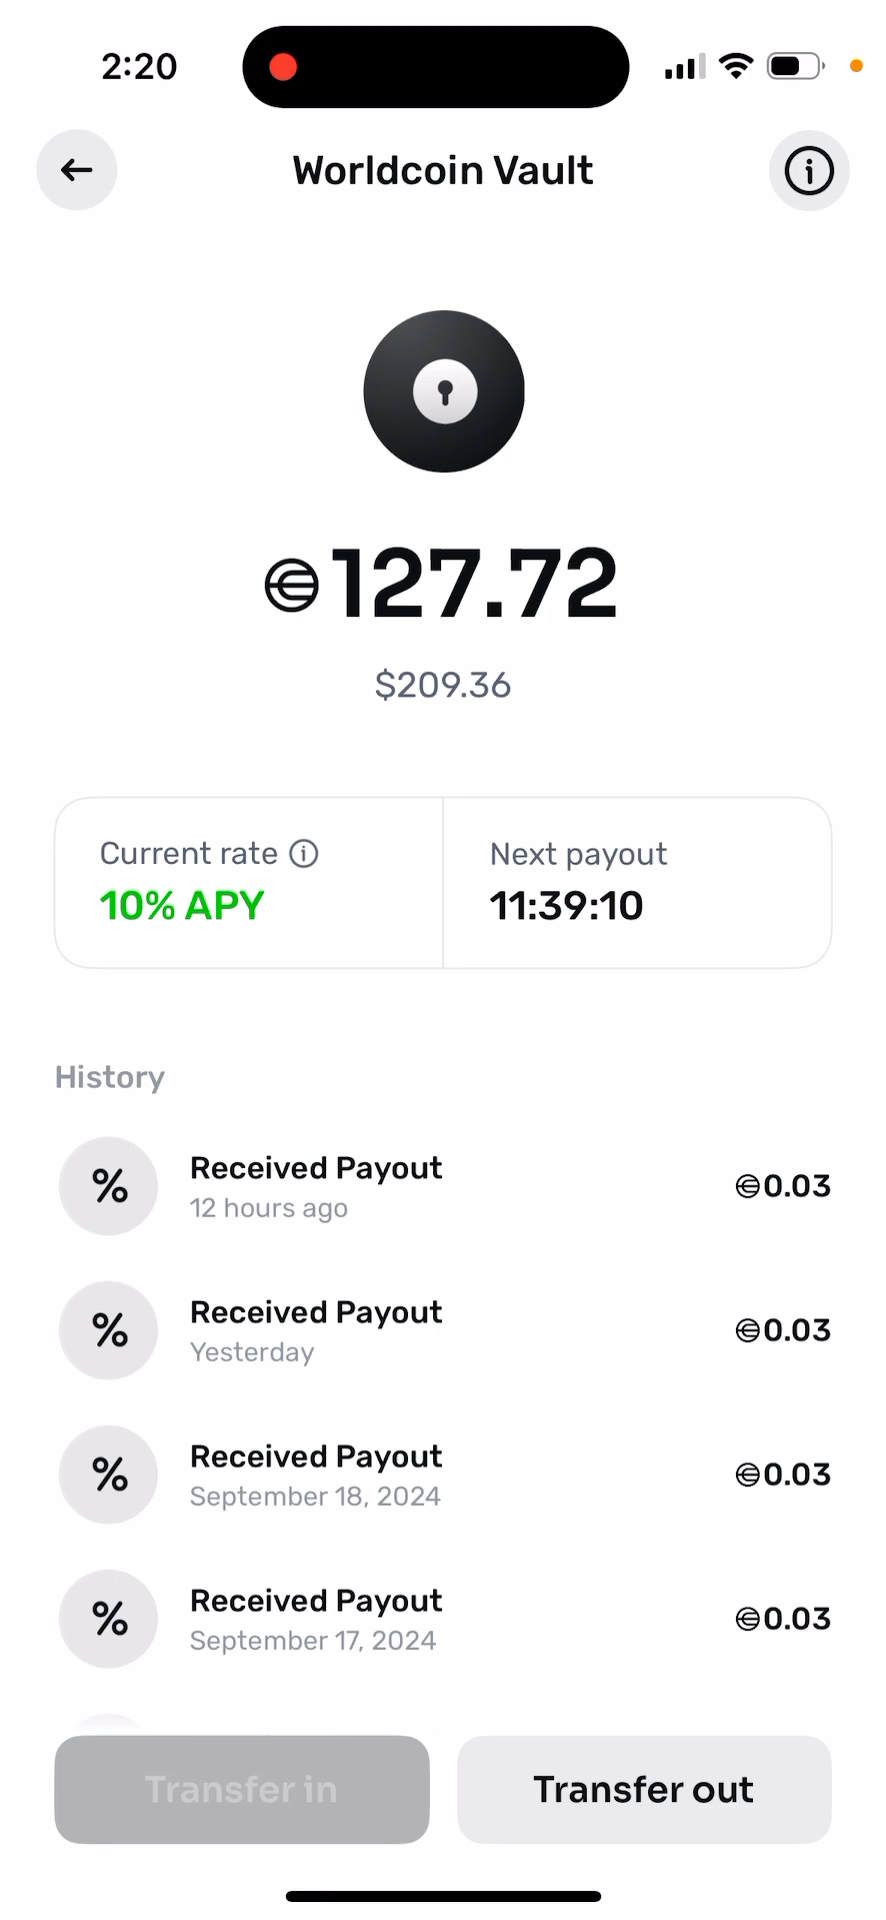 2:20
Worldcoin Vault
127.72
$209.36
Current rate
10% APY
Next payout
11:39:10
History
%
Received Payout
12 hours ago
0.03
%
Received Payout
Yesterday
0.03
%
Received Payout
September 18, 2024
0.03
%
Received Payout
September 17, 2024
0.03
Transfer in
Transfer out